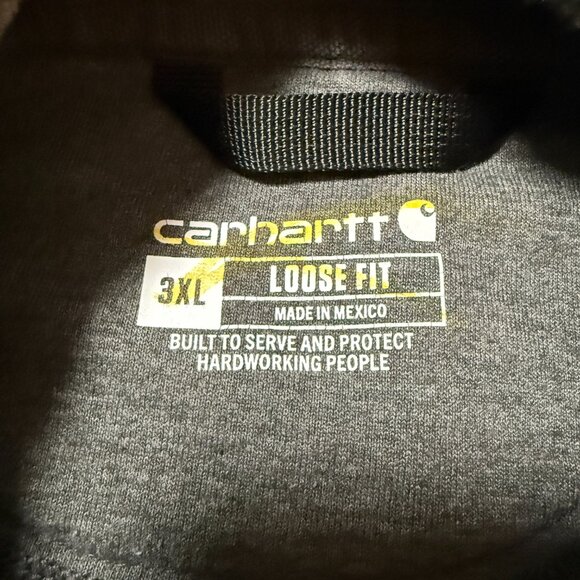 carhartt
3XL LOOSE FIT
MADE IN MEXICO
BUILT TO SERVE AND PROTECT
HARDWORKING PEOPLE